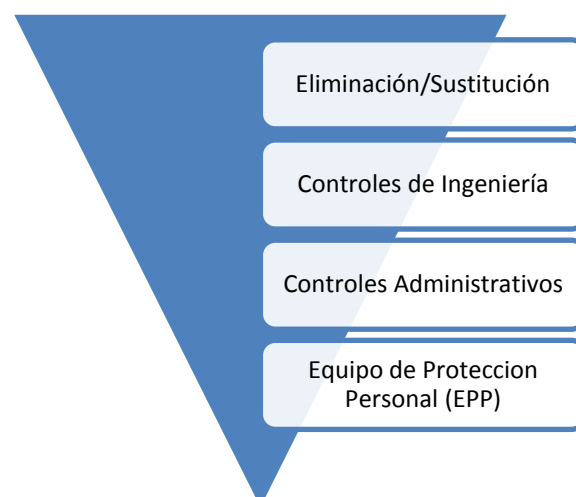 Eliminación/Sustitución
Controles de Ingeniería
Controles Administrativos
Equipo de Proteccion
Personal (EPP)